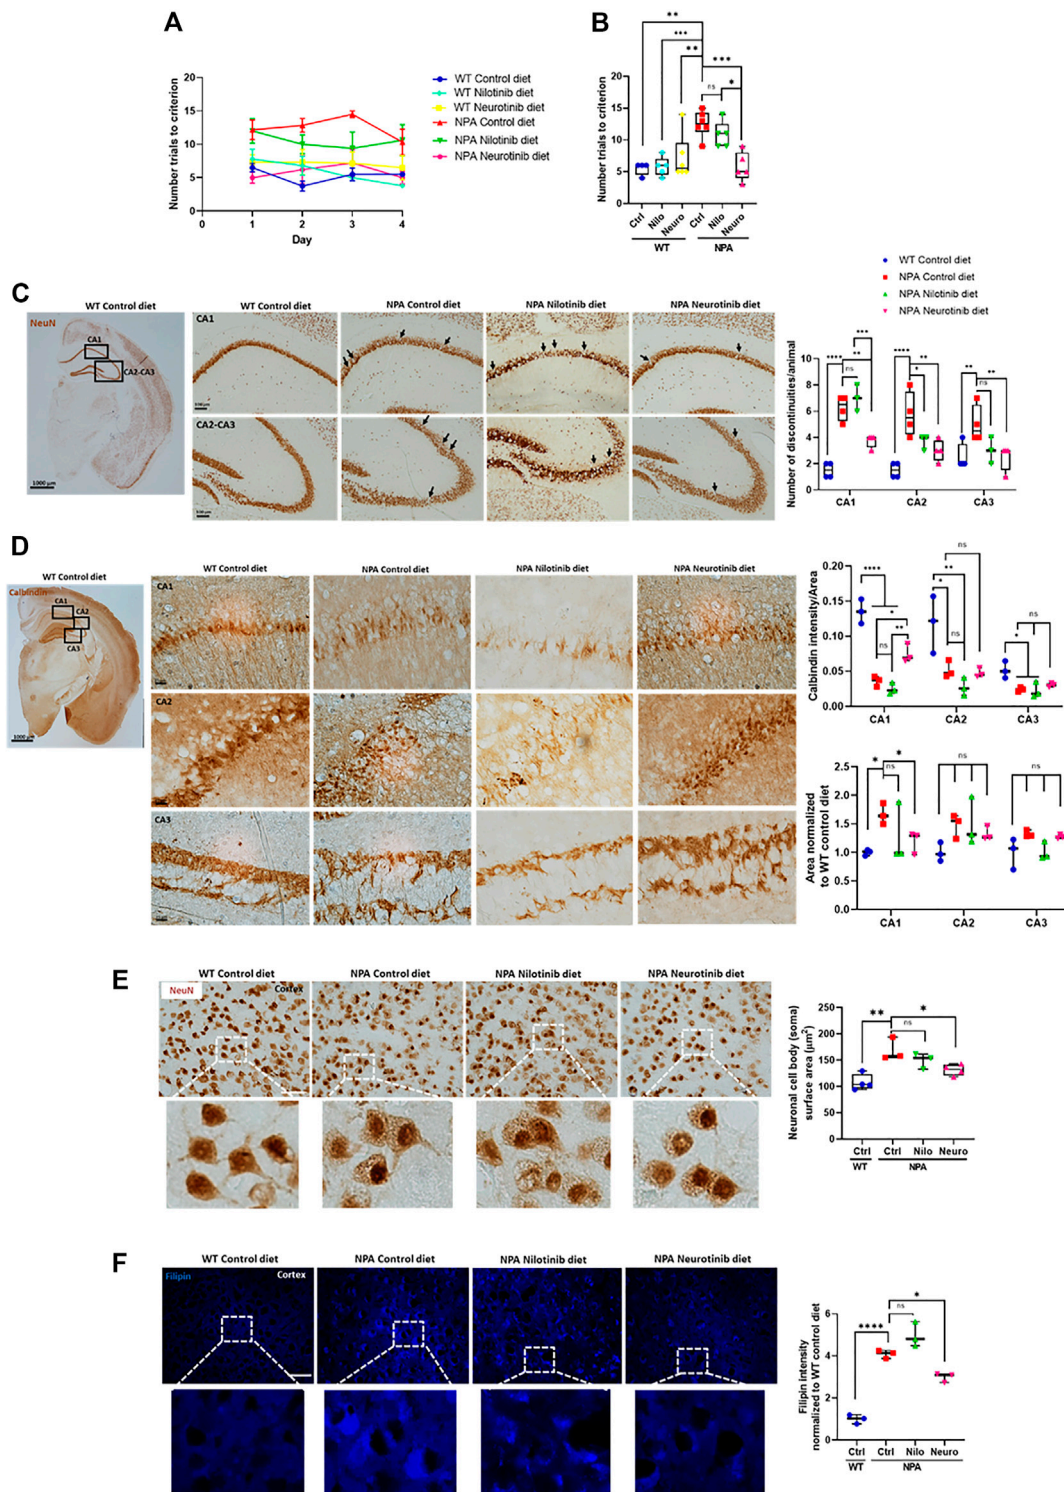 A
Number trials to criterion
20
15
10
5
0
0
1
2
3
4
Day
WT Control diet
WT Nilotinib diet
WT Neurotinib diet
NPA Control diet
NPA Nilotinib diet
NPA Neurotinib diet
B
Number trials to criterion
20
15
10
5
0
**
***
**
***
ns
*
Ctrl
Nilo
Neuro
Ctrl
Nilo
Neuro
WT
NPA
C
WT Control diet
NeuN
CA1
CA2-CA3
1000 µm
WT Control diet
NPA Control diet
NPA Nilotinib diet
NPA Neurotinib diet
CA1
CA2-CA3
WT Control diet
NPA Control diet
NPA Nilotinib diet
NPA Neurotinib diet
Number of discontinuities/animal
10
8
6
4
2
0
**** ns ** ***
**** * **
** ns **
CA1
CA2
CA3
D
WT Control diet
Calbindin
CA1
CA2
CA3
1000 µm
WT Control diet
NPA Control diet
NPA Nilotinib diet
NPA Neurotinib diet
CA1
CA2
CA3
Calbindin intensity/Area
0.20
0.15
0.10
0.05
0.00
**** * ** ns
ns ** * ns
ns *
CA1
CA2
CA3
Area normalized
to WT control diet
2.5
2.0
1.5
1.0
0.5
0.0
* ns *
ns
ns
CA1
CA2
CA3
E
WT Control diet
NPA Control diet
NPA Nilotinib diet
NPA Neurotinib diet
NeuN
Cortex
Neuronal cell body (soma)
surface area (µm²)
250
200
150
100
50
0
**
ns
*
Ctrl
Ctrl
Nilo
Neuro
WT
NPA
F
WT Control diet
NPA Control diet
NPA Nilotinib diet
NPA Neurotinib diet
Filipin
Cortex
Filipin intensity
normalized to WT control diet
6
4
2
0
****
ns
*
Ctrl
Ctrl
Nilo
Neuro
WT
NPA